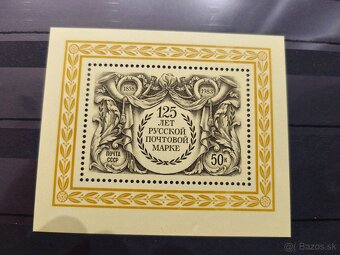 1858 1983
125
ЛЕТ
РУССКОЙ
ПОЧТОВОЙ
МАРКЕ
ПОЧТА
СССР
50к
Bazos.sk